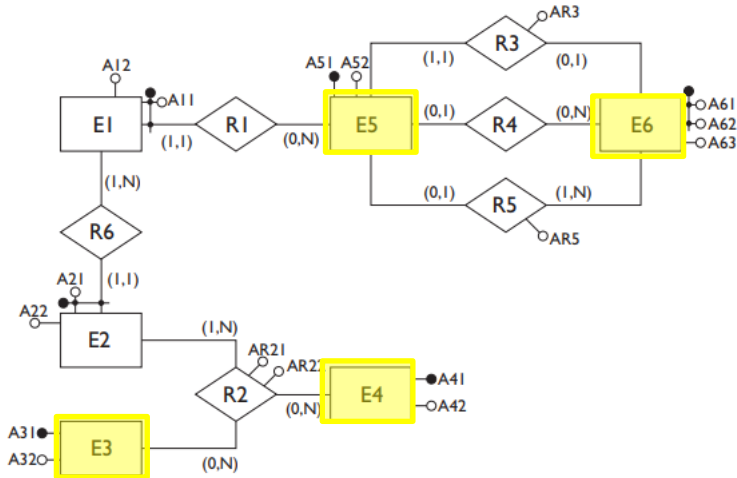 AR3
R3
(1,1)
(0,1)
A12
A51
A52
A11
A61
E1
R1
E5
(0,1)
R4
(0,N)
E6
A62
(1,1)
(0,N)
A63
(1,N)
(0,1)
(1,N)
R5
R6
AR5
A21
(1,1)
A22
E2
(1,N)
AR21
AR22
R2
E4
A41
(0,N)
A42
A31
E3
A32
(0,N)